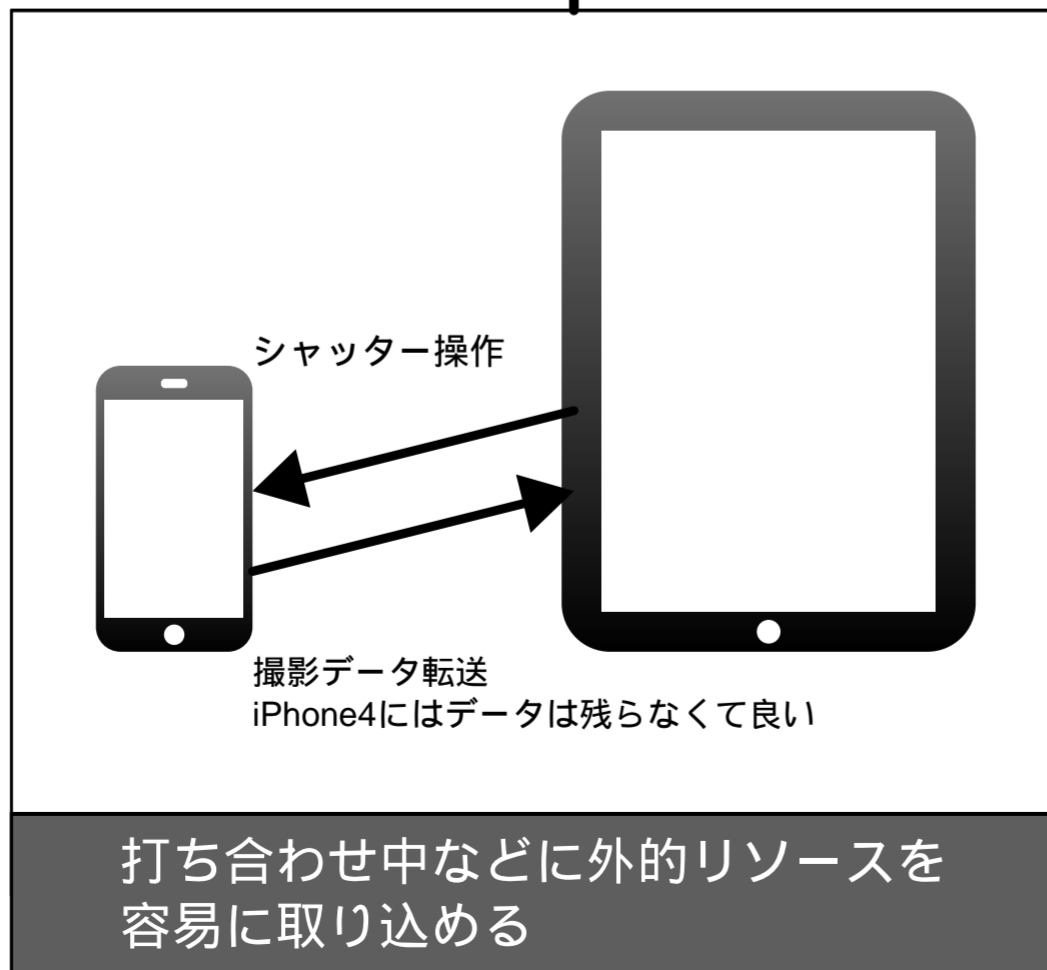 シャッター操作
撮影データ転送
iPhone4にはデータは残らなくて良い
打ち合わせ中などに外的リソースを
容易に取り込める